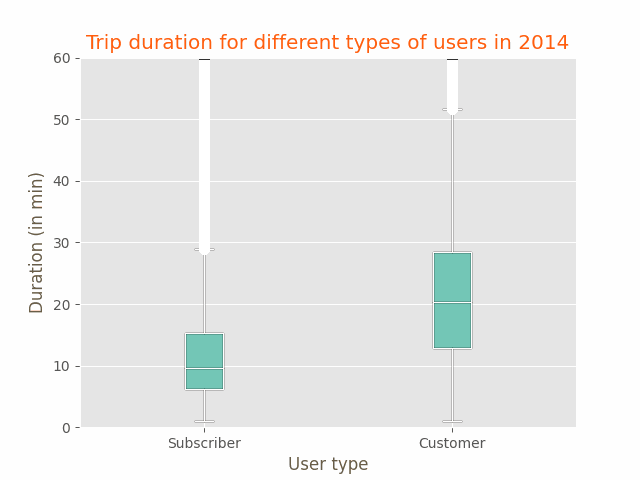 Trip duration for different types of users in 2014
60
50
40
30
20
10
0
Duration (in min)
Subscriber
Customer
User type